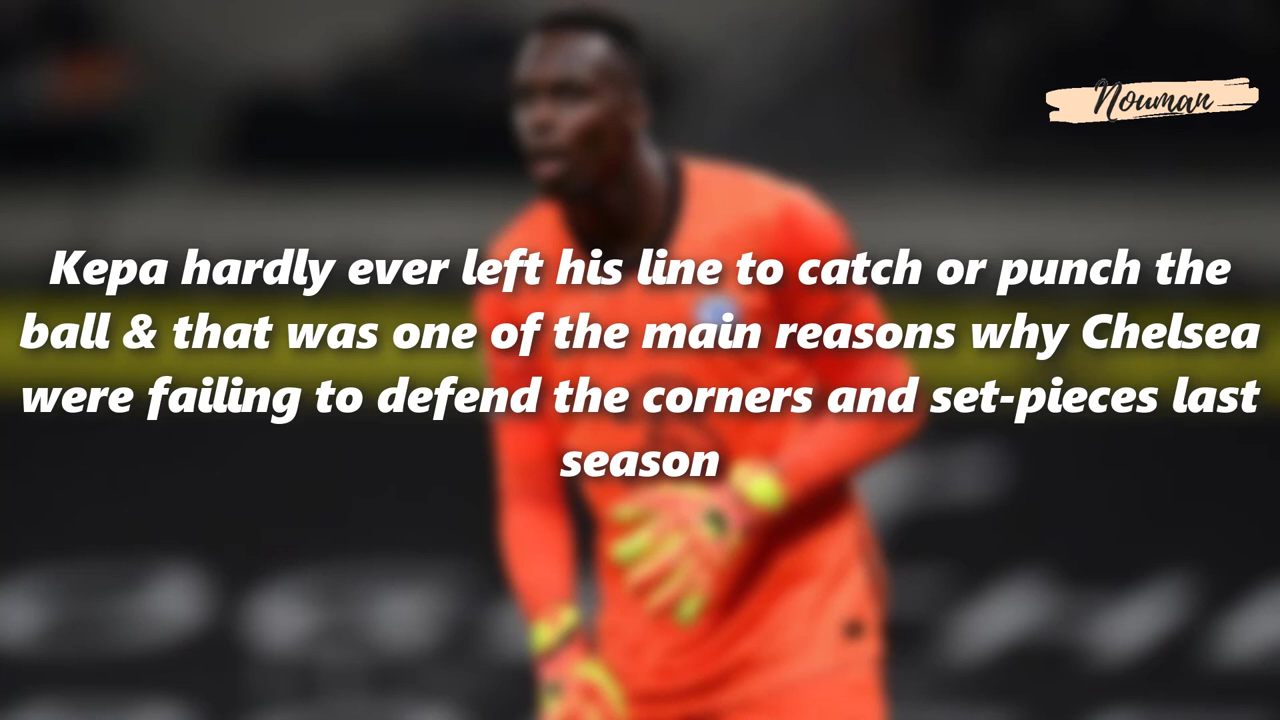 Nouman
Kepa hardly ever left his line to catch or punch the
ball & that was one of the main reasons why Chelsea
were failing to defend the corners and set-pieces last
season